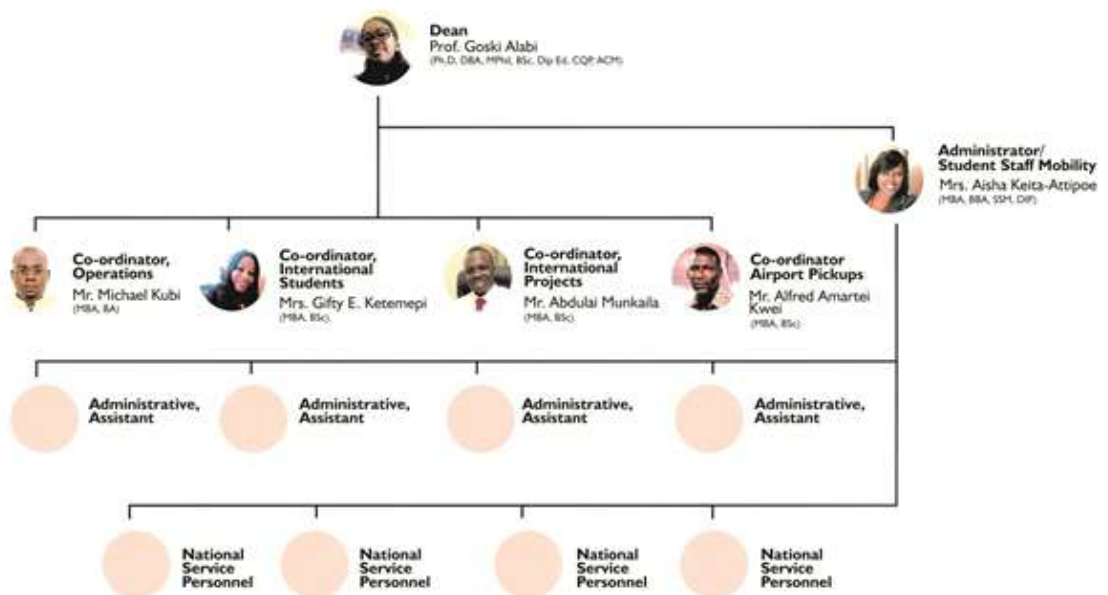 Dean
Prof. Goski Alabi
(Ph.D, DBA, MPhil, BSc, Dip Ed, CQP, ACM)
Administrator/
Student Staff Mobility
Mrs. Aisha Keita-Attipoe
(MBA, BBA, SSM, DIP)
Co-ordinator,
Operations
Mr. Michael Kubi
(MBA, BA)
Co-ordinator,
International
Students
Mrs. Gifty E. Ketemepi
(MBA, BSc).
Co-ordinator,
International
Projects
Mr. Abdulai Munkaila
(MBA, BSc).
Co-ordinator
Airport Pickups
Mr. Alfred Amartei
Kwei
(MBA, BSc)
Administrative,
Assistant
Administrative,
Assistant
Administrative,
Assistant
Administrative,
Assistant
National
Service
Personnel
National
Service
Personnel
National
Service
Personnel
National
Service
Personnel